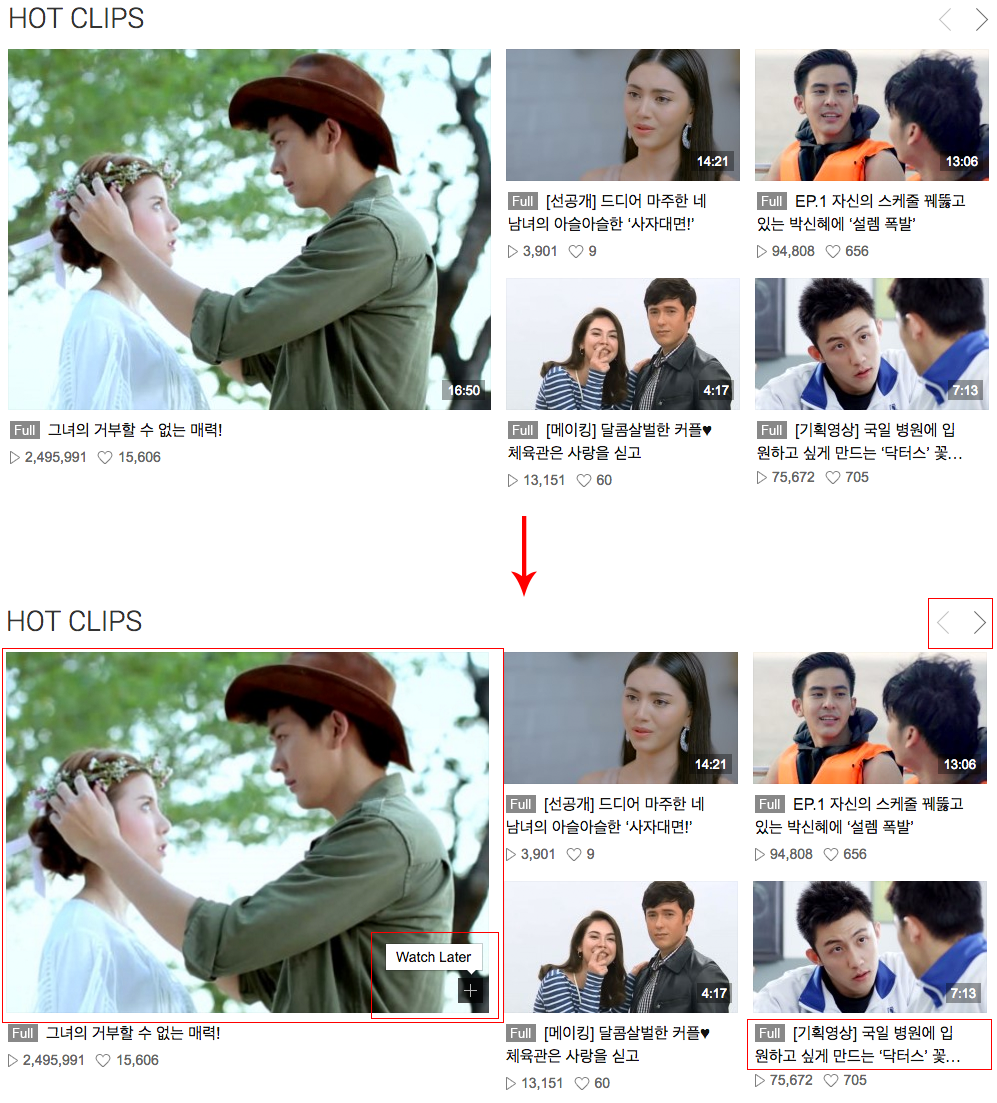 HOT CLIPS
16:50
Full 그녀의 거부할 수 없는 매력!
2,495,991 15,606
14:21
Full [선공개] 드디어 마주한 네
남녀의 아슬아슬한 ‘사자대면!’
3,901 9
13:06
Full EP.1 자신의 스케줄 꿰뚫고
있는 박신혜에 ‘설렘 폭발’
94,808 656
4:17
Full [메이킹] 달콤살벌한 커플♥
체육관은 사랑을 싣고
13,151 60
7:13
Full [기획영상] 국일 병원에 입
원하고 싶게 만드는 ‘닥터스’ 꽃…
75,672 705
HOT CLIPS
Watch Later
Full 그녀의 거부할 수 없는 매력!
2,495,991 15,606
14:21
Full [선공개] 드디어 마주한 네
남녀의 아슬아슬한 ‘사자대면!’
3,901 9
13:06
Full EP.1 자신의 스케줄 꿰뚫고
있는 박신혜에 ‘설렘 폭발’
94,808 656
4:17
Full [메이킹] 달콤살벌한 커플♥
체육관은 사랑을 싣고
13,151 60
7:13
Full [기획영상] 국일 병원에 입
원하고 싶게 만드는 ‘닥터스’ 꽃…
75,672 705